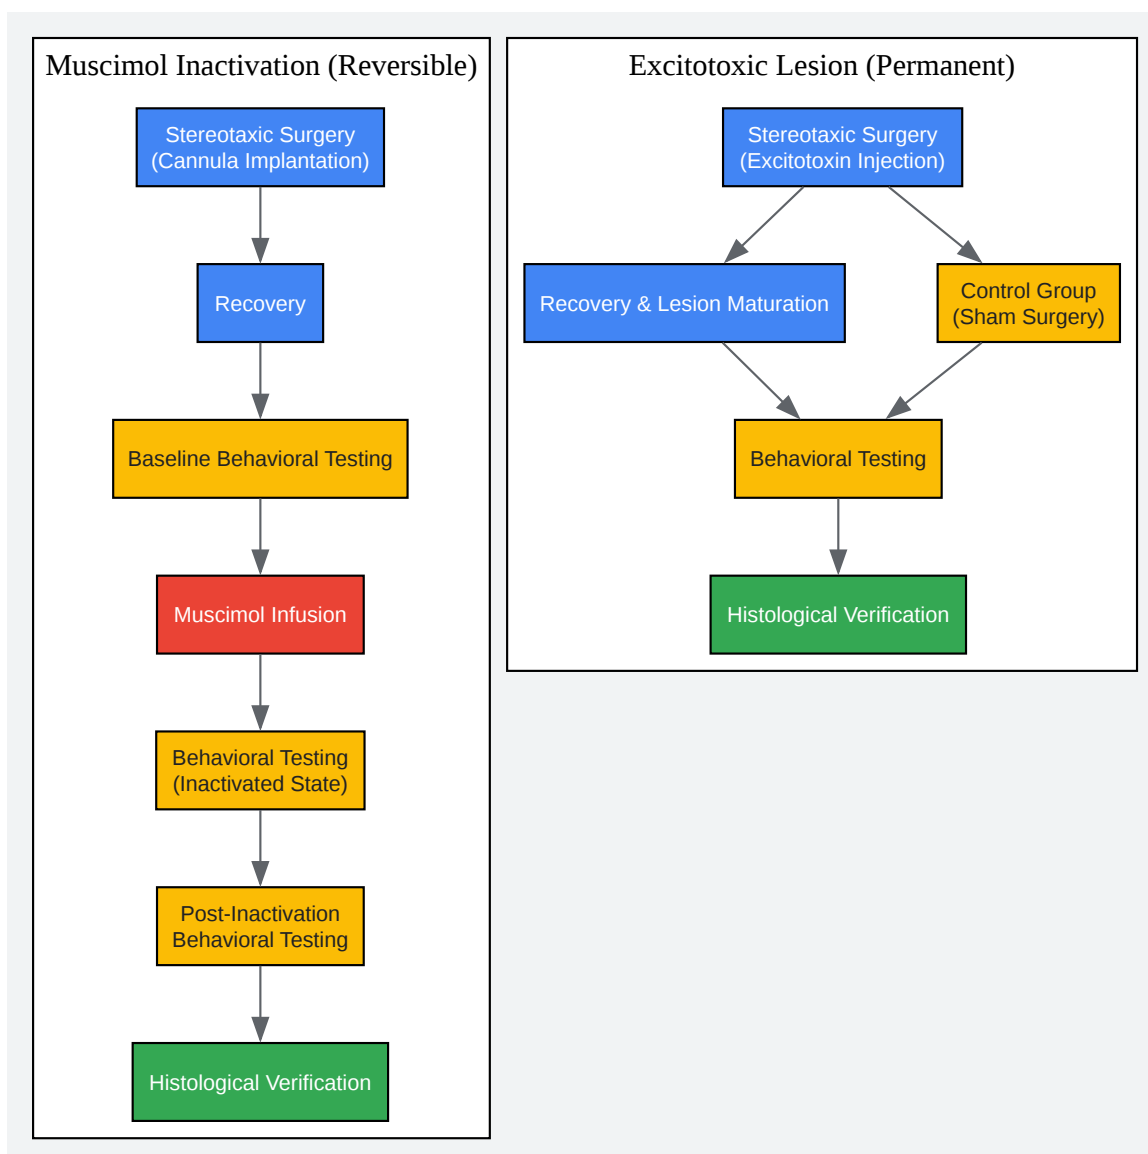 Muscimol Inactivation (Reversible)
Stereotaxic Surgery
(Cannula Implantation)
Recovery
Baseline Behavioral Testing
Muscimol Infusion
Behavioral Testing
(Inactivated State)
Post-Inactivation
Behavioral Testing
Histological Verification
Excitotoxic Lesion (Permanent)
Stereotaxic Surgery
(Excitotoxin Injection)
Recovery & Lesion Maturation
Control Group
(Sham Surgery)
Behavioral Testing
Histological Verification